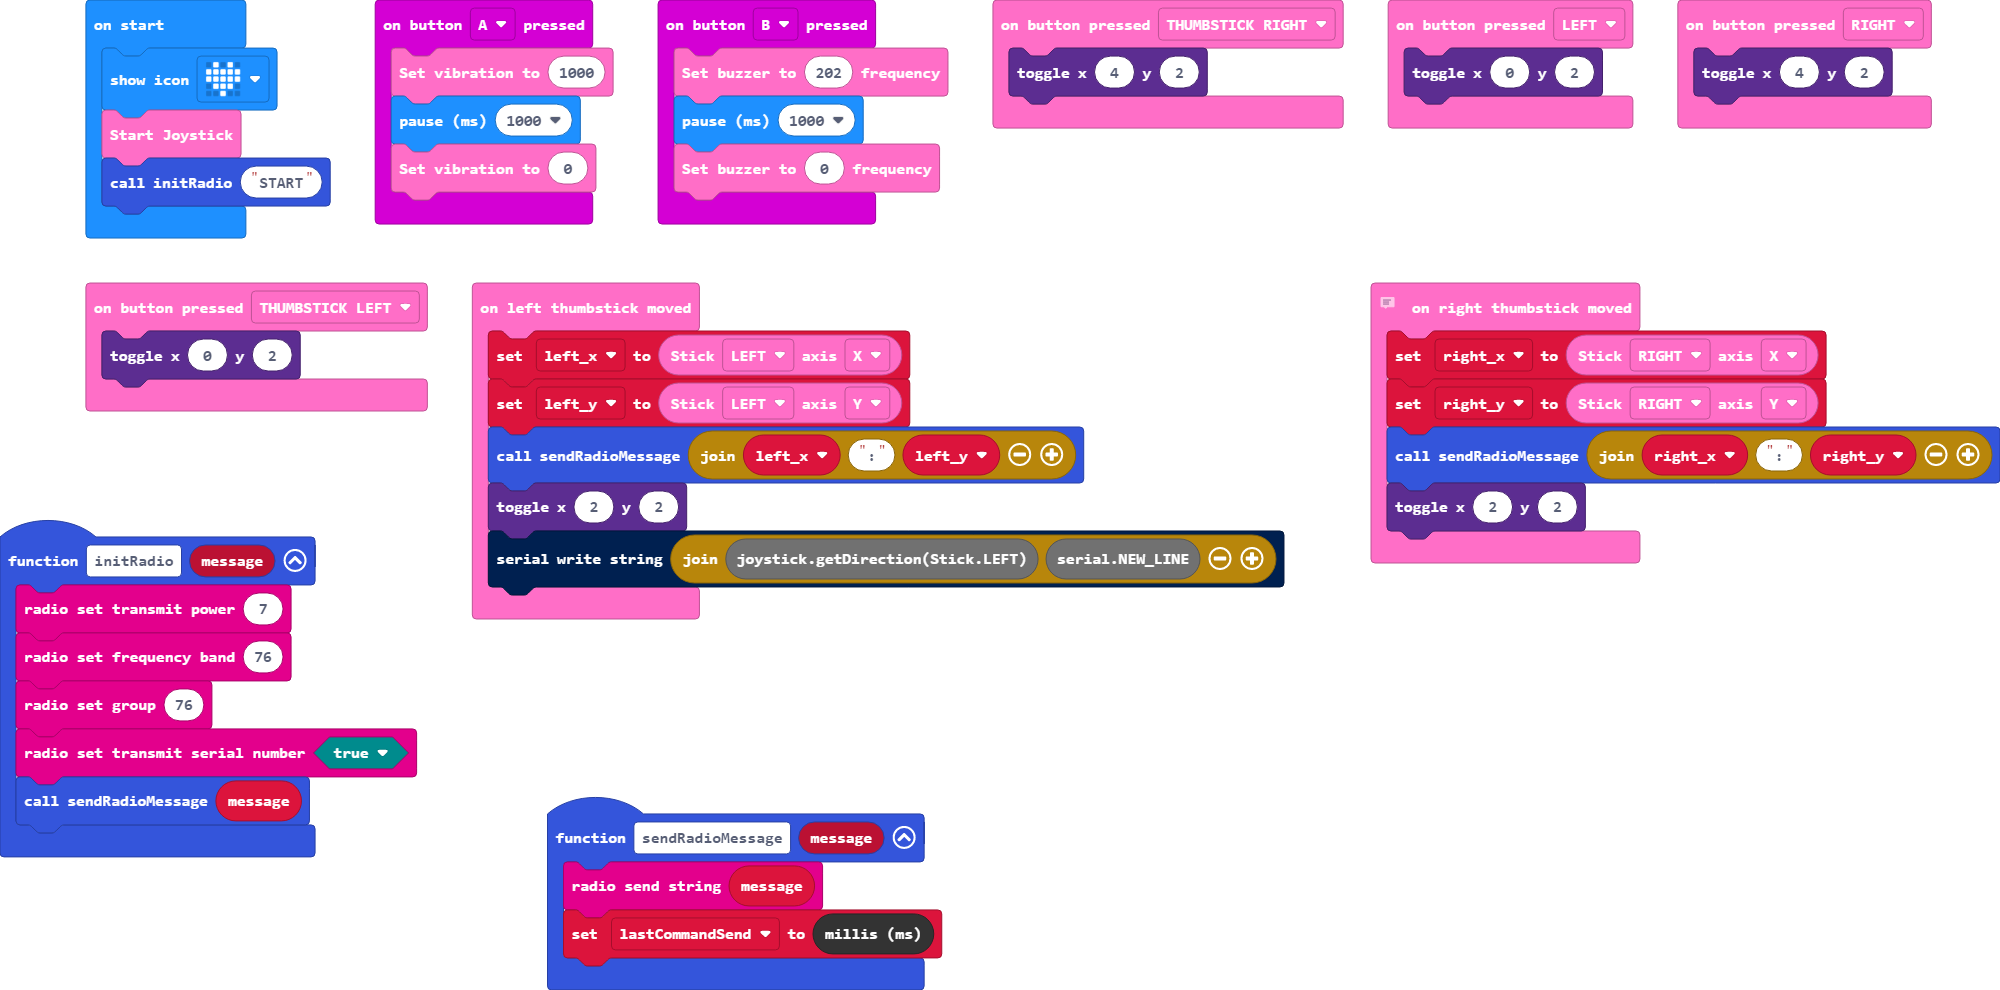 on start
show icon
Start Joystick
call initRadio "START"
on button A pressed
Set vibration to 1000
pause (ms) 1000
Set vibration to 0
on button B pressed
Set buzzer to 202 frequency
pause (ms) 1000
Set buzzer to 0 frequency
on button pressed THUMBSTICK RIGHT
toggle x 4 y 2
on button pressed LEFT
toggle x 0 y 2
on button pressed RIGHT
toggle x 4 y 2
on button pressed THUMBSTICK LEFT
toggle x 0 y 2
on left thumbstick moved
set left_x to Stick LEFT axis X
set left_y to Stick LEFT axis Y
call sendRadioMessage join left_x ":" left_y
toggle x 2 y 2
serial write string join joystick.getDirection(Stick.LEFT) serial.NEW_LINE
on right thumbstick moved
set right_x to Stick RIGHT axis X
set right_y to Stick RIGHT axis Y
call sendRadioMessage join right_x ":" right_y
toggle x 2 y 2
function initRadio message
radio set transmit power 7
radio set frequency band 76
radio set group 76
radio set transmit serial number true
call sendRadioMessage message
function sendRadioMessage message
radio send string message
set lastCommandSend to millis (ms)